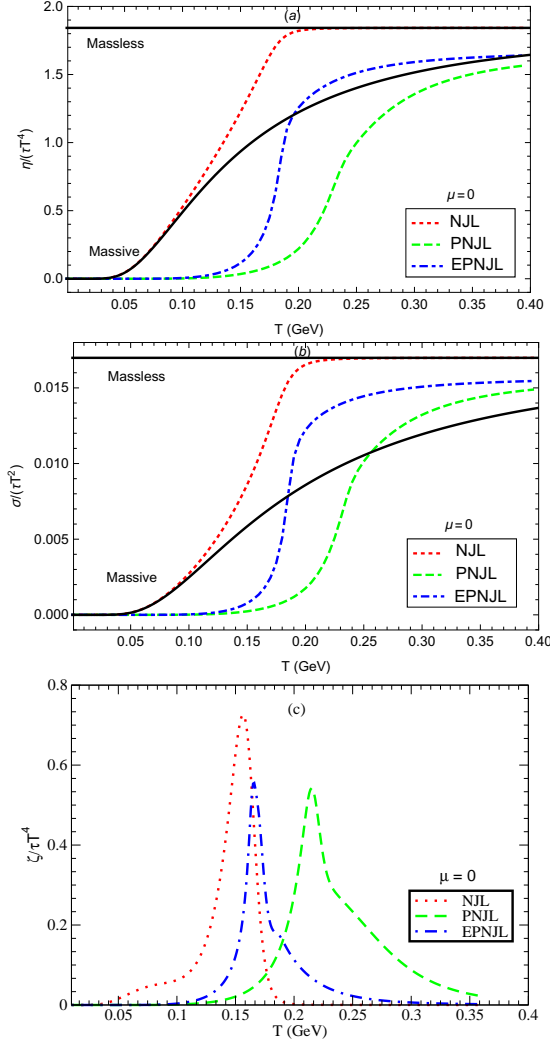 (a)
2.0
Massless
1.5
η/(τT⁴)
1.0
μ=0
NJL
0.5
PNJL
Massive
EPNJL
0.0
0.05 0.10 0.15 0.20 0.25 0.30 0.35 0.40
T (GeV)
(b)
Massless
0.015
σ/(τT²)
0.010
μ=0
NJL
0.005
PNJL
Massive
EPNJL
0.000
0.05 0.10 0.15 0.20 0.25 0.30 0.35 0.40
T (GeV)
0.8
(c)
0.6
ζ/τT⁴
0.4
μ = 0
0.2
NJL
PNJL
EPNJL
0
0.05 0.1 0.15 0.2 0.25 0.3 0.35 0.4
T (GeV)